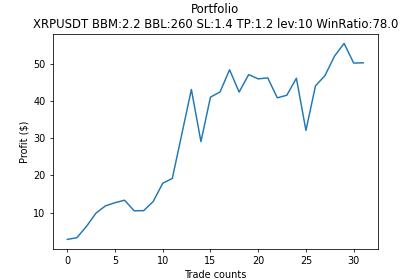 Portfolio
XRPUSDT BBM:2.2 BBL:260 SL:1.4 TP:1.2 lev:10 WinRatio:78.0
Profit ($)
50
40
30
20
10
0 5 10 15 20 25 30
Trade counts